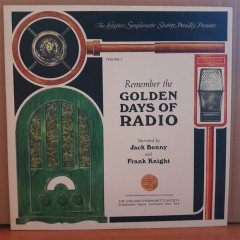 The Longines Symphonette Society Proudly Presents
VOLUME 1
Remember the
GOLDEN
DAYS OF
RADIO
Narrated by
Jack Benny
and
Frank Knight
THE LONGINES SYMPHONETTE SOCIETY